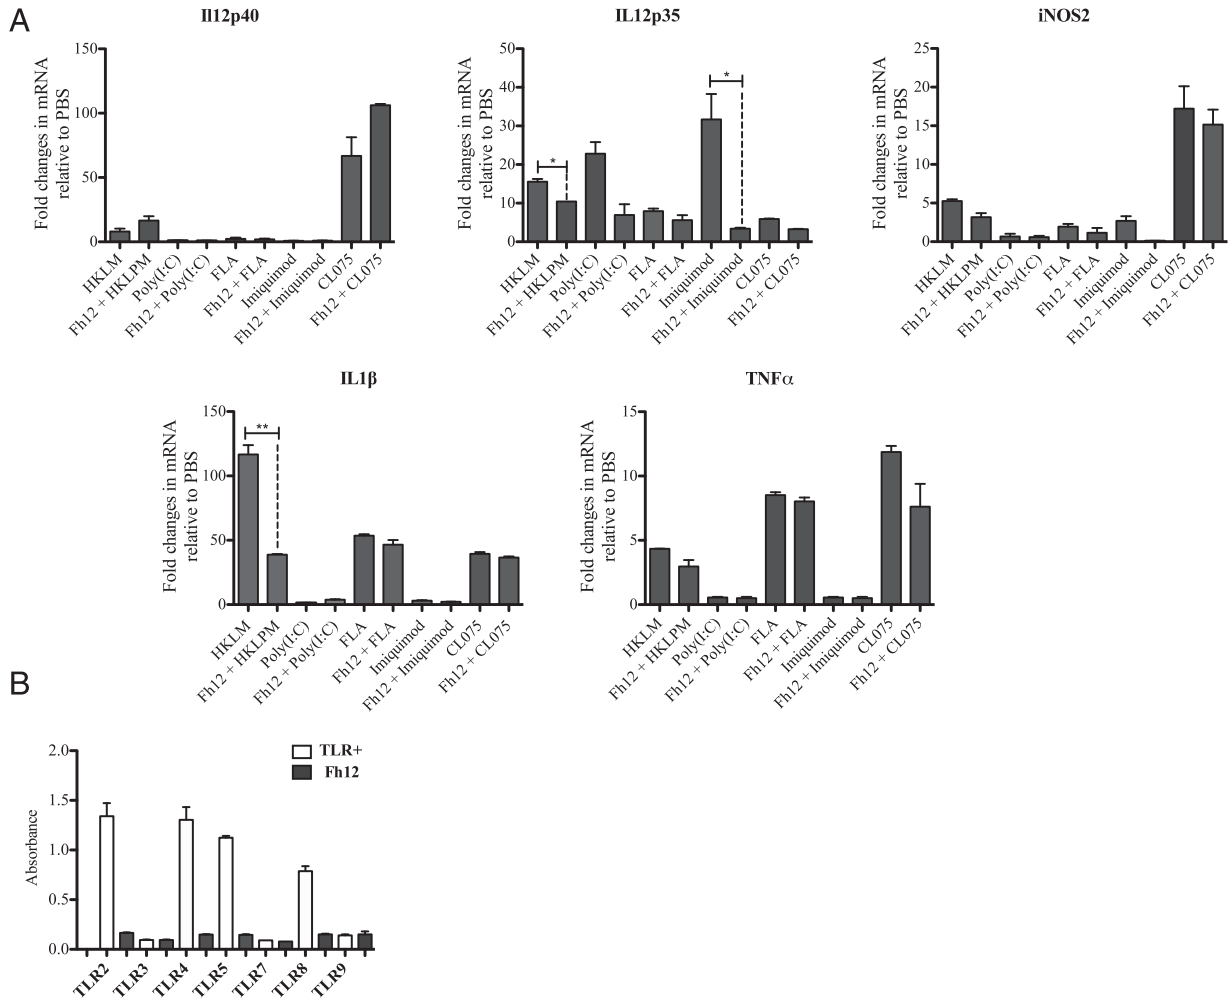 A
Il12p40
Fold changes in mRNA
relative to PBS
150
100
50
0
HKLM
Fh12 + HKLPM
Poly(I:C)
Fh12 + Poly(I:C)
FLA
Fh12 + FLA
Imiquimod
Fh12 + Imiquimod
CL075
Fh12 + CL075
IL12p35
Fold changes in mRNA
relative to PBS
50
40
30
20
10
0
*
*
HKLM
Fh12 + HKLPM
Poly(I:C)
Fh12 + Poly(I:C)
FLA
Fh12 + FLA
Imiquimod
Fh12 + Imiquimod
CL075
Fh12 + CL075
iNOS2
Fold changes in mRNA
relative to PBS
25
20
15
10
5
0
HKLM
Fh12 + HKLPM
Poly(I:C)
Fh12 + Poly(I:C)
FLA
Fh12 + FLA
Imiquimod
Fh12 + Imiquimod
CL075
Fh12 + CL075
IL1β
Fold changes in mRNA
relative to PBS
150
100
50
0
**
HKLM
Fh12 + HKLPM
Poly(I:C)
Fh12 + Poly(I:C)
FLA
Fh12 + FLA
Imiquimod
Fh12 + Imiquimod
CL075
Fh12 + CL075
TNFα
Fold changes in mRNA
relative to PBS
15
10
5
0
HKLM
Fh12 + HKLPM
Poly(I:C)
Fh12 + Poly(I:C)
FLA
Fh12 + FLA
Imiquimod
Fh12 + Imiquimod
CL075
Fh12 + CL075
B
Absorbance
2.0
1.5
1.0
0.5
0.0
TLR+
Fh12
TLR2
TLR3
TLR4
TLR5
TLR7
TLR8
TLR9